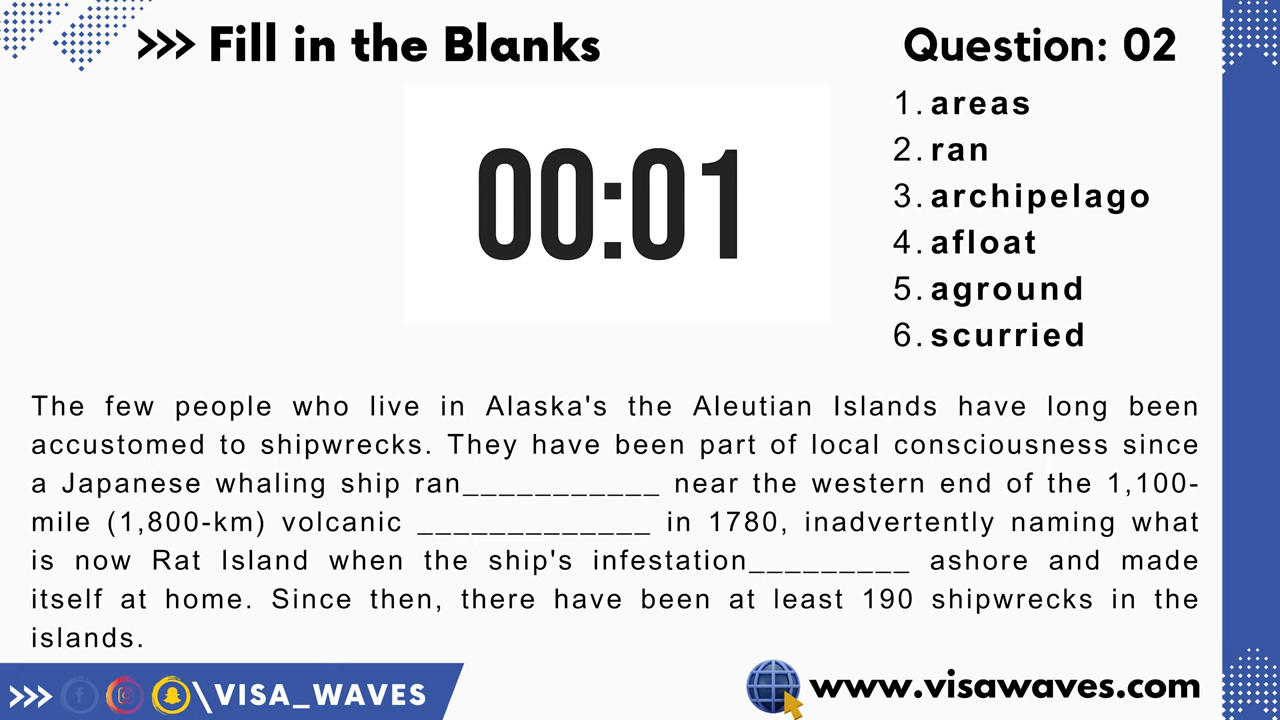 >>> Fill in the Blanks
Question: 02
00:01
1. areas
2. ran
3. archipelago
4. afloat
5. aground
6. scurried
The few people who live in Alaska's the Aleutian Islands have long been
accustomed to shipwrecks. They have been part of local consciousness since
a Japanese whaling ship ran___________ near the western end of the 1,100-
mile (1,800-km) volcanic _____________ in 1780, inadvertently naming what
is now Rat Island when the ship's infestation_________ ashore and made
itself at home. Since then, there have been at least 190 shipwrecks in the
islands.
>>> \VISA_WAVES
www.visawaves.com